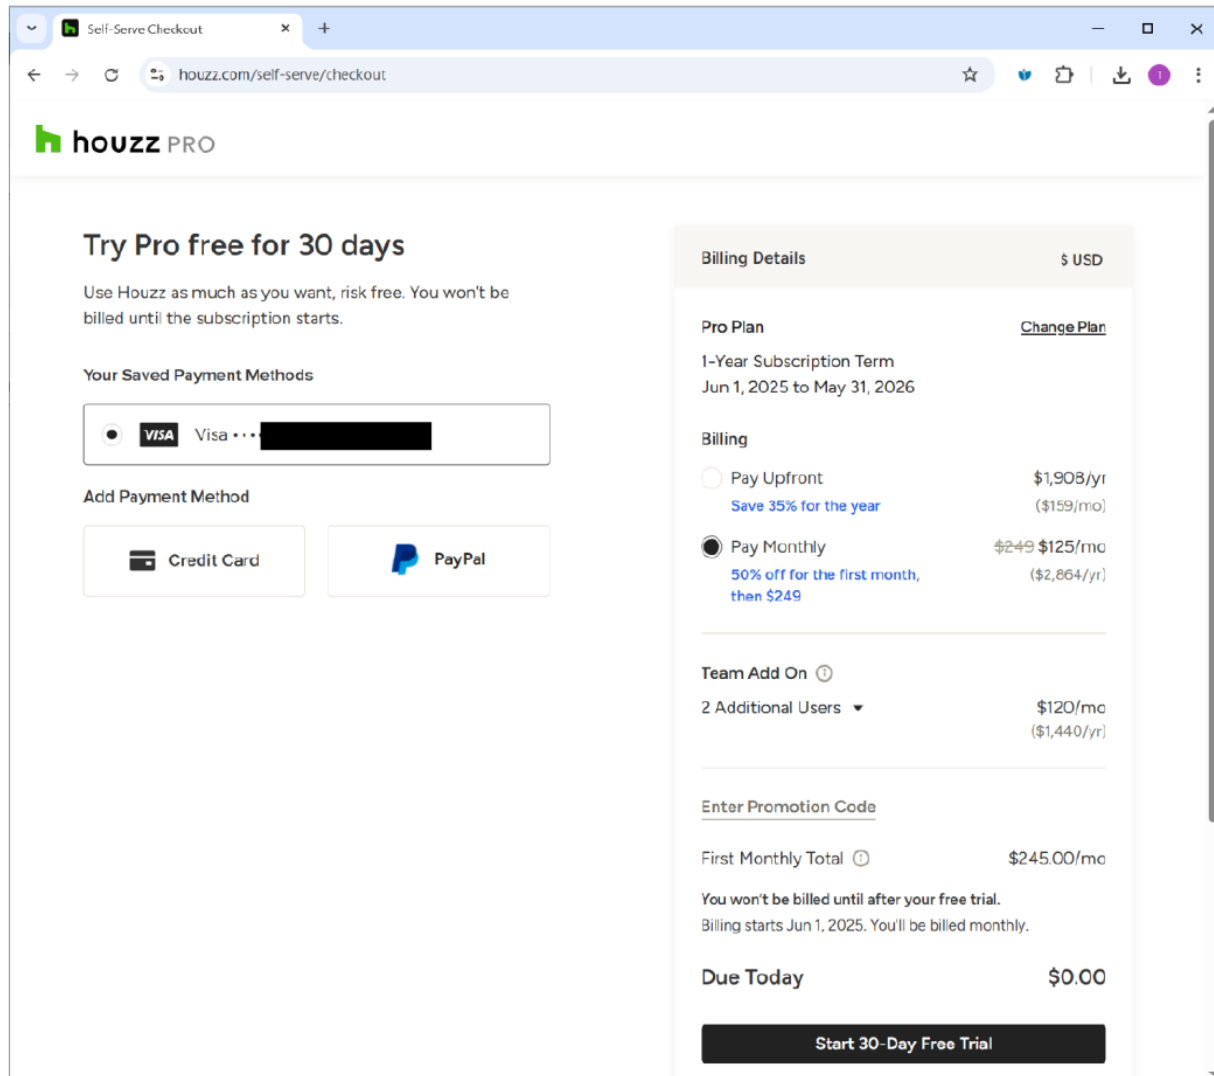 Self-Serve Checkout
houzz.com/self-serve/checkout
T
houzz PRO
Try Pro free for 30 days
Use Houzz as much as you want, risk free. You won't be
billed until the subscription starts.
Your Saved Payment Methods
VISA Visa ••••
Add Payment Method
Credit Card
PayPal
Billing Details $ USD
Pro Plan Change Plan
1-Year Subscription Term
Jun 1, 2025 to May 31, 2026
Billing
Pay Upfront $1,908/yr
Save 35% for the year ($159/mo)
Pay Monthly $249 $125/mo
50% off for the first month, ($2,864/yr)
then $249
Team Add On
2 Additional Users $120/mo
($1,440/yr)
Enter Promotion Code
First Monthly Total $245.00/mo
You won't be billed until after your free trial.
Billing starts Jun 1, 2025. You'll be billed monthly.
Due Today $0.00
Start 30-Day Free Trial